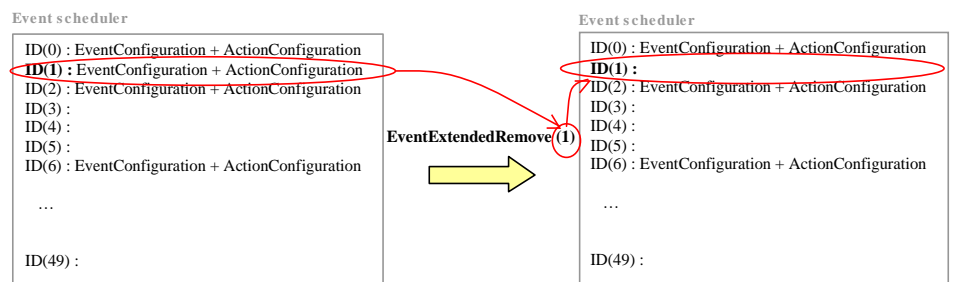 Event scheduler
ID(0) : EventConfiguration + ActionConfiguration
ID(1) : EventConfiguration + ActionConfiguration
ID(2) : EventConfiguration + ActionConfiguration
ID(3) :
ID(4) :
ID(5) :
ID(6) : EventConfiguration + ActionConfiguration
…
ID(49) :
EventExtendedRemove (1)
Event scheduler
ID(0) : EventConfiguration + ActionConfiguration
ID(1) :
ID(2) : EventConfiguration + ActionConfiguration
ID(3) :
ID(4) :
ID(5) :
ID(6) : EventConfiguration + ActionConfiguration
…
ID(49) :